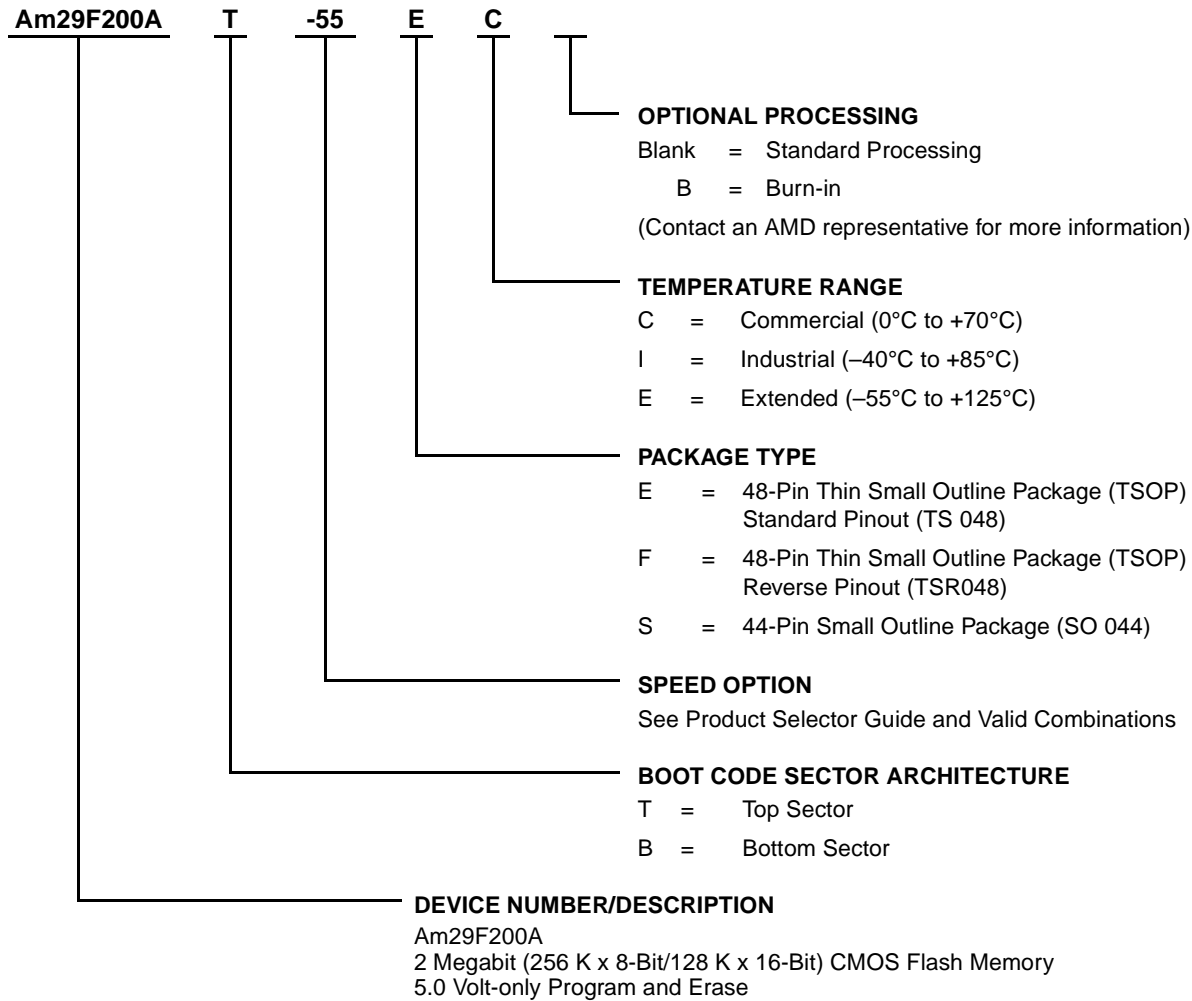 Am29F200A T -55 E C
OPTIONAL PROCESSING
Blank = Standard Processing
B = Burn-in
(Contact an AMD representative for more information)
TEMPERATURE RANGE
C = Commercial (0°C to +70°C)
I = Industrial (–40°C to +85°C)
E = Extended (–55°C to +125°C)
PACKAGE TYPE
E = 48-Pin Thin Small Outline Package (TSOP)
Standard Pinout (TS 048)
F = 48-Pin Thin Small Outline Package (TSOP)
Reverse Pinout (TSR048)
S = 44-Pin Small Outline Package (SO 044)
SPEED OPTION
See Product Selector Guide and Valid Combinations
BOOT CODE SECTOR ARCHITECTURE
T = Top Sector
B = Bottom Sector
DEVICE NUMBER/DESCRIPTION
Am29F200A
2 Megabit (256 K x 8-Bit/128 K x 16-Bit) CMOS Flash Memory
5.0 Volt-only Program and Erase